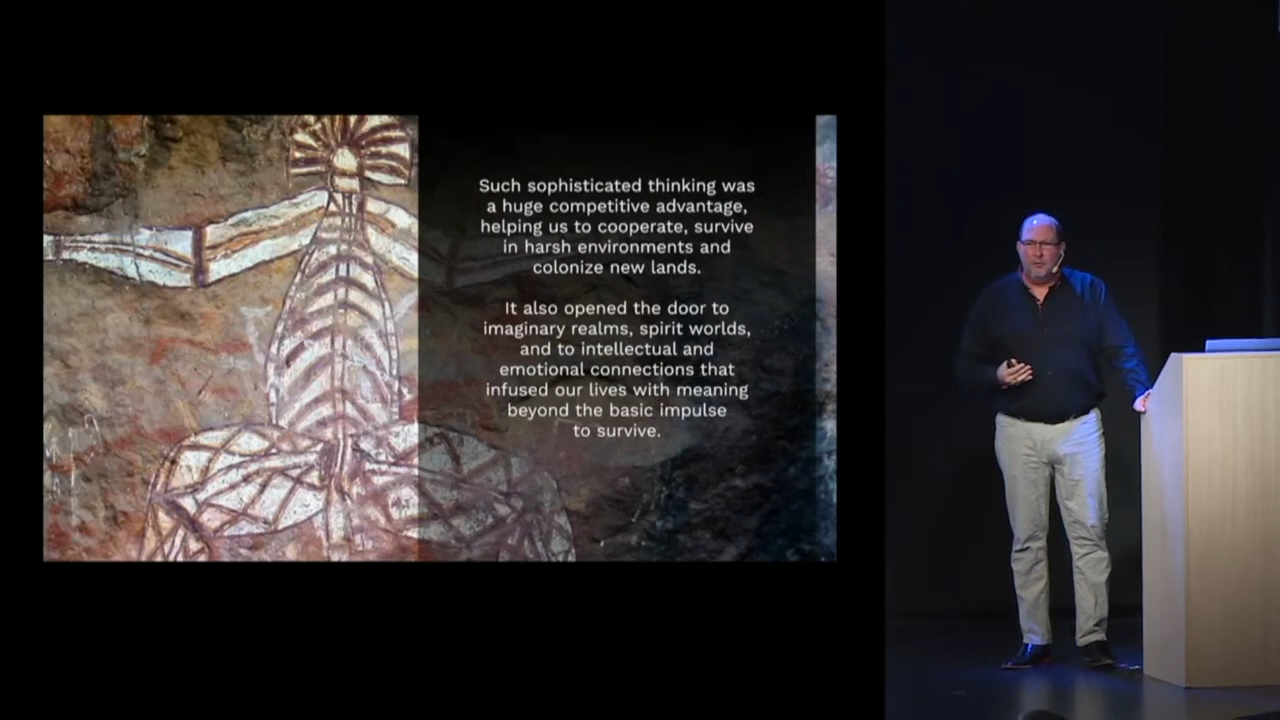 Such sophisticated thinking was
a huge competitive advantage,
helping us to cooperate, survive
in harsh environments and
colonize new lands.
It also opened the door to
imaginary realms, spirit worlds,
and to intellectual and
emotional connections that
infused our lives with meaning
beyond the basic impulse
to survive.